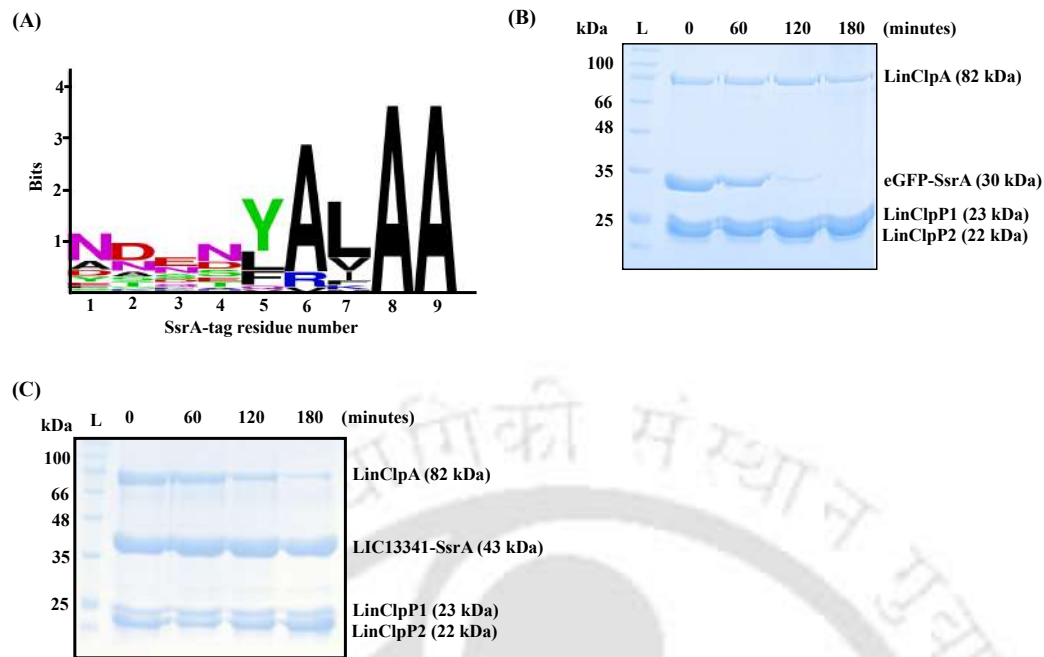 (A)
Bits
4
3
2
1
1 2 3 4 5 6 7 8 9
SsrA-tag residue number
(B)
kDa L 0 60 120 180 (minutes)
100
66
48
35
25
LinClpA (82 kDa)
eGFP-SsrA (30 kDa)
LinClpP1 (23 kDa)
LinClpP2 (22 kDa)
(C)
kDa L 0 60 120 180 (minutes)
100
66
48
35
25
LinClpA (82 kDa)
LIC13341-SsrA (43 kDa)
LinClpP1 (23 kDa)
LinClpP2 (22 kDa)